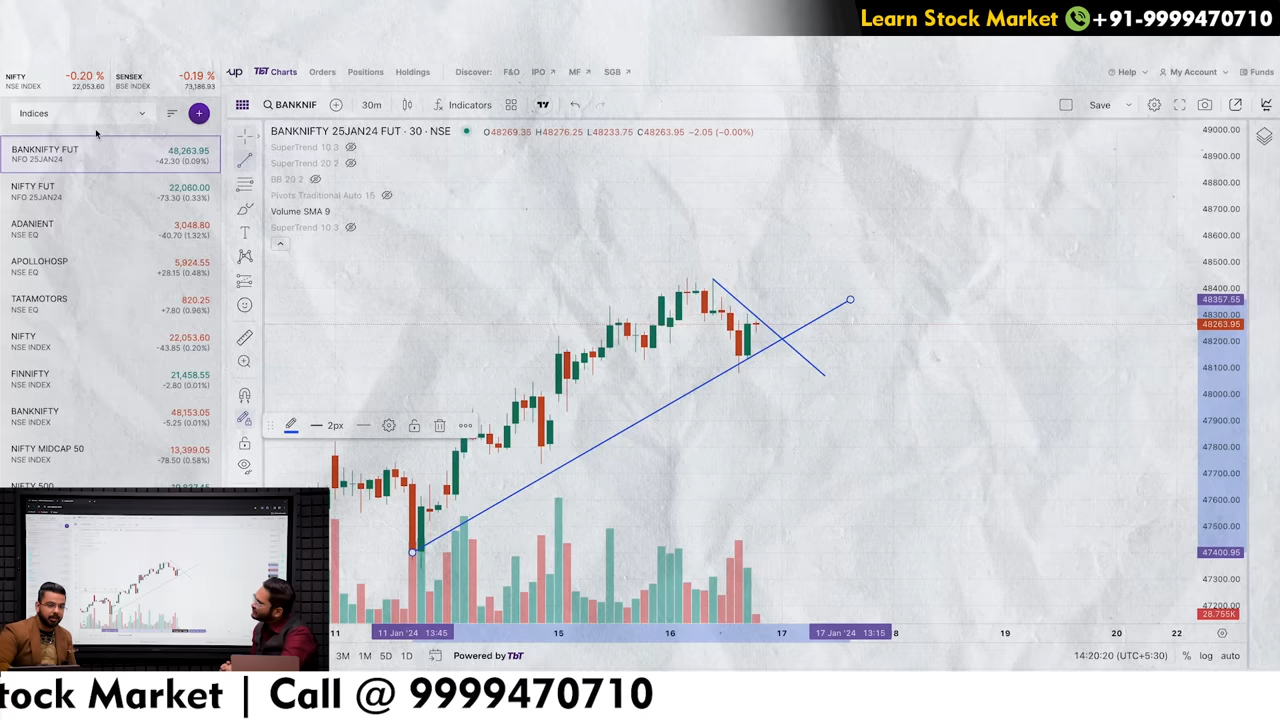 Learn Stock Market +91-9999470710
NIFTY -0.20 % SENSEX -0.19 %
NSE INDEX 22,053.60 BSE INDEX 73,186.93
up TbT Charts Orders Positions Holdings Discover: F&O IPO MF SGB Help My Account Funds
Indices
BANKNIF 30m Indicators Save
BANKNIFTY 25JAN24 FUT · 30 · NSE O48269.35 H48276.25 L48233.75 C48263.95 −2.05 (−0.00%)
SuperTrend 10 3
SuperTrend 20 2
BB 20 2
Pivots Traditional Auto 15
Volume SMA 9
SuperTrend 10 3
BANKNIFTY FUT 48,263.95
NFO 25JAN24 -42.30 (0.09%)
NIFTY FUT 22,060.00
NFO 25JAN24 -73.30 (0.33%)
ADANIENT 3,048.80
NSE EQ -40.70 (1.32%)
APOLLOHOSP 5,924.55
NSE EQ +28.15 (0.48%)
TATAMOTORS 820.25
NSE EQ +7.80 (0.96%)
NIFTY 22,053.60
NSE INDEX -43.85 (0.20%)
FINNIFTY 21,458.55
NSE INDEX -2.80 (0.01%)
BANKNIFTY 48,153.05
NSE INDEX -5.25 (0.01%)
NIFTY MIDCAP 50 13,399.05
NSE INDEX -78.50 (0.58%)
2px
49000.00
48900.00
48800.00
48700.00
48600.00
48500.00
48400.00
48357.55
48300.00
48263.95
48200.00
48100.00
48000.00
47900.00
47800.00
47700.00
47600.00
47500.00
47400.95
47300.00
47200.00
28.755K
11 11 Jan '24 13:45 15 16 17 17 Jan '24 13:15 8 19 20 22
3M 1M 5D 1D Powered by TbT 14:20:20 (UTC+5:30) % log auto
tock Market | Call @ 9999470710